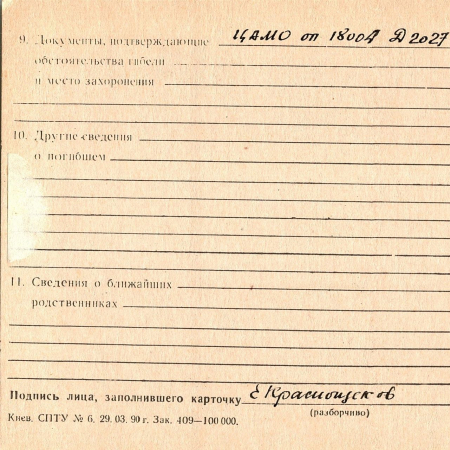 9. Документы, подтверждающие ЦАМО оп 18004 Д 2027
обстоятельства гибели
и место захоронения
10. Другие сведения
о погибшем
11. Сведения о ближайших
родственниках
Подпись лица, заполнившего карточку Е Краснощеков
(разборчиво)
Киев. СПТУ № 6. 29. 03. 90 г. Зак. 409—100 000.